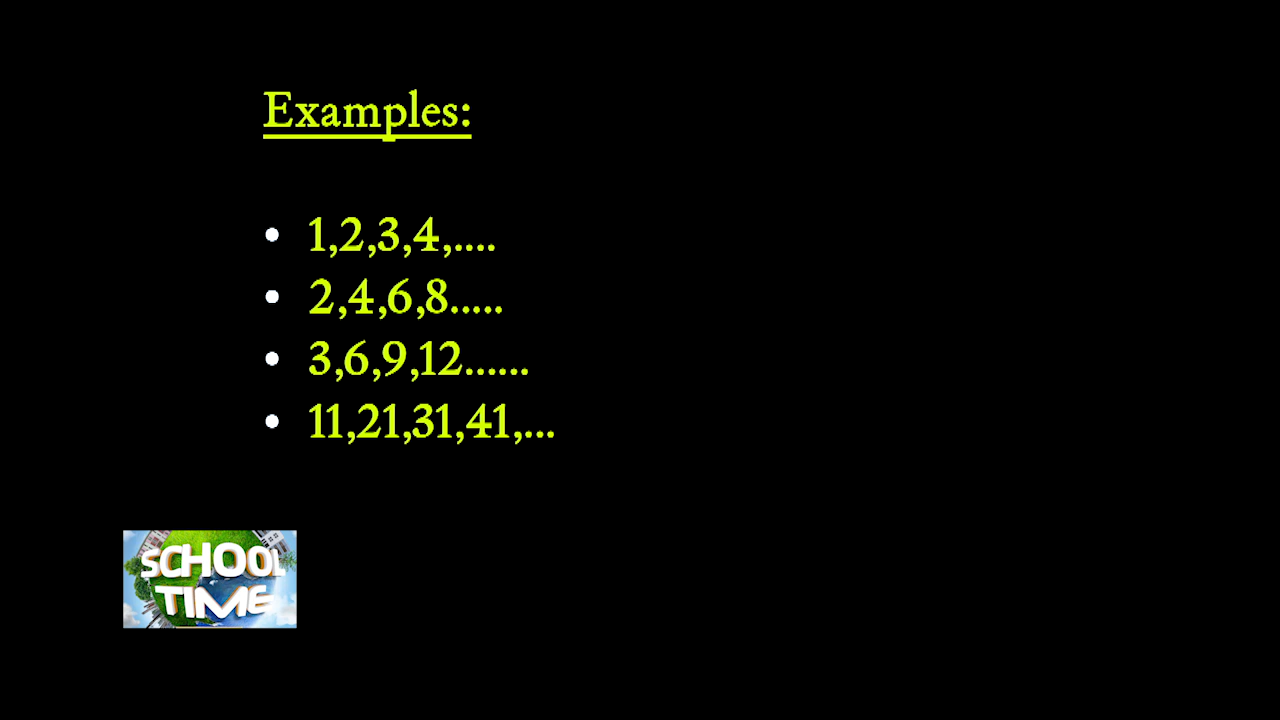 Examples:
• 1,2,3,4,....
• 2,4,6,8.....
• 3,6,9,12......
• 11,21,31,41,...
SCHOOL
TIME